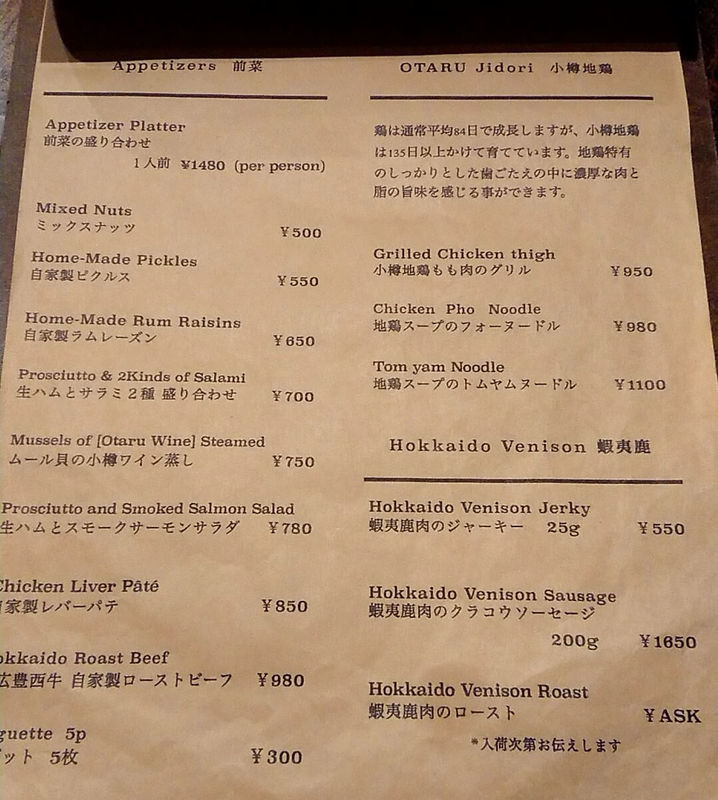 Appetizers 前菜
Appetizer Platter
前菜の盛り合わせ
1人前 ¥1480 (per person)
Mixed Nuts
ミックスナッツ ¥500
Home-Made Pickles
自家製ピクルス ¥550
Home-Made Rum Raisins
自家製ラムレーズン ¥650
Prosciutto & 2Kinds of Salami
生ハムとサラミ2種 盛り合わせ ¥700
Mussels of [Otaru Wine] Steamed
ムール貝の小樽ワイン蒸し ¥750
Prosciutto and Smoked Salmon Salad
生ハムとスモークサーモンサラダ ¥780
Chicken Liver Pâté
自家製レバーパテ ¥850
okkaido Roast Beef
広豊西牛 自家製ローストビーフ ¥980
guette 5p
ット 5枚 ¥300
OTARU Jidori 小樽地鶏
鶏は通常平均84日で成長しますが、小樽地鶏
は135日以上かけて育てています。地鶏特有
のしっかりとした歯ごたえの中に濃厚な肉と
脂の旨味を感じる事ができます。
Grilled Chicken thigh
小樽地鶏もも肉のグリル ¥950
Chicken Pho Noodle
地鶏スープのフォーヌードル ¥980
Tom yam Noodle
地鶏スープのトムヤムヌードル ¥1100
Hokkaido Venison 蝦夷鹿
Hokkaido Venison Jerky
蝦夷鹿肉のジャーキー 25g ¥550
Hokkaido Venison Sausage
蝦夷鹿肉のクラコウソーセージ
200g ¥1650
Hokkaido Venison Roast
蝦夷鹿肉のロースト ¥ASK
*入荷次第お伝えします